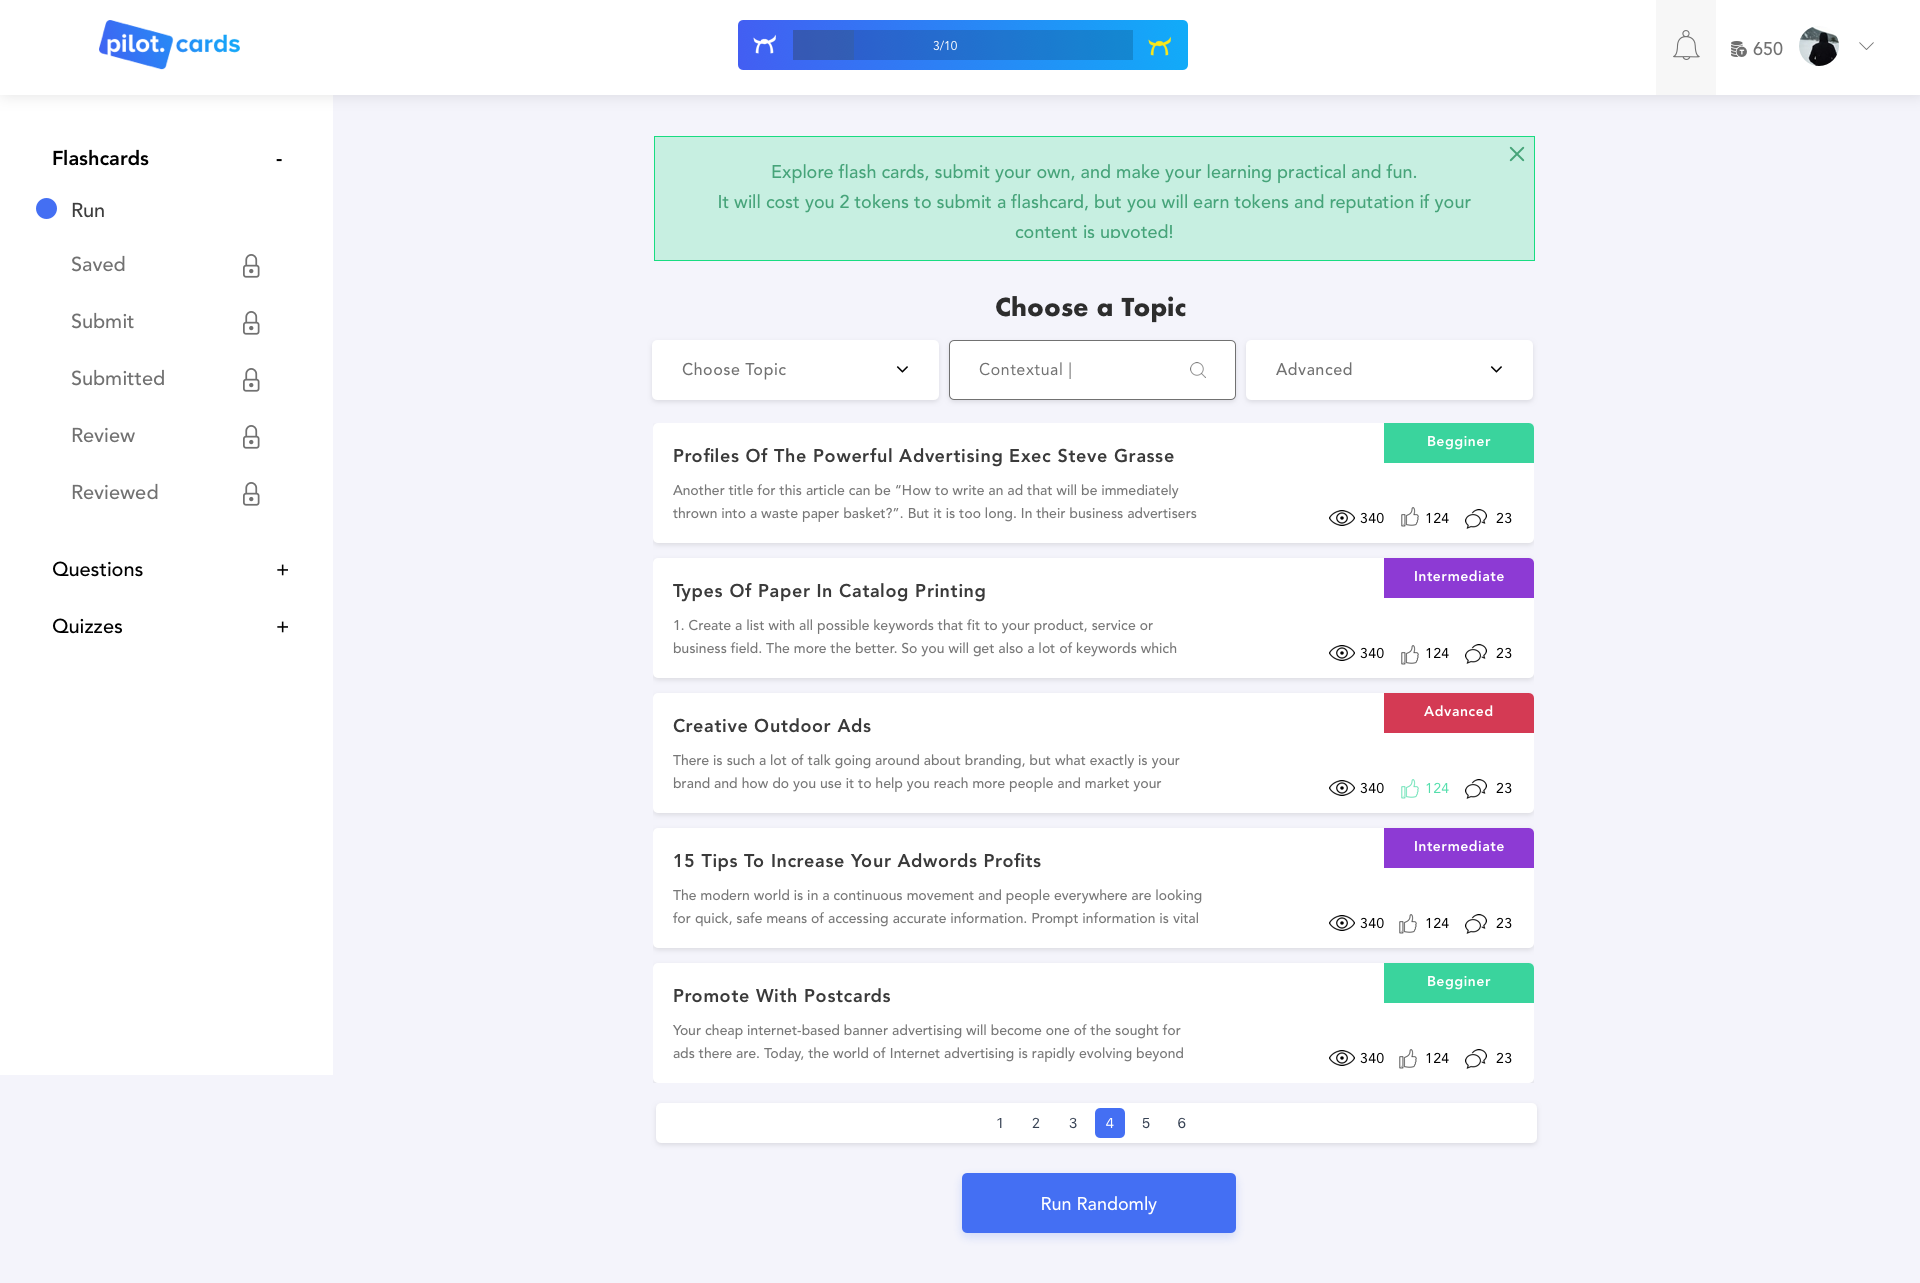 pilot.cards
3/10
650
Flashcards -
Run
Saved
Submit
Submitted
Review
Reviewed
Questions +
Quizzes +
Explore flash cards, submit your own, and make your learning practical and fun.
It will cost you 2 tokens to submit a flashcard, but you will earn tokens and reputation if your
content is upvoted!
Choose a Topic
Choose Topic
Contextual |
Advanced
Profiles Of The Powerful Advertising Exec Steve Grasse
Begginer
Another title for this article can be “How to write an ad that will be immediately
thrown into a waste paper basket?”. But it is too long. In their business advertisers
340 124 23
Types Of Paper In Catalog Printing
Intermediate
1. Create a list with all possible keywords that fit to your product, service or
business field. The more the better. So you will get also a lot of keywords which
340 124 23
Creative Outdoor Ads
Advanced
There is such a lot of talk going around about branding, but what exactly is your
brand and how do you use it to help you reach more people and market your
340 124 23
15 Tips To Increase Your Adwords Profits
Intermediate
The modern world is in a continuous movement and people everywhere are looking
for quick, safe means of accessing accurate information. Prompt information is vital
340 124 23
Promote With Postcards
Begginer
Your cheap internet-based banner advertising will become one of the sought for
ads there are. Today, the world of Internet advertising is rapidly evolving beyond
340 124 23
1 2 3 4 5 6
Run Randomly